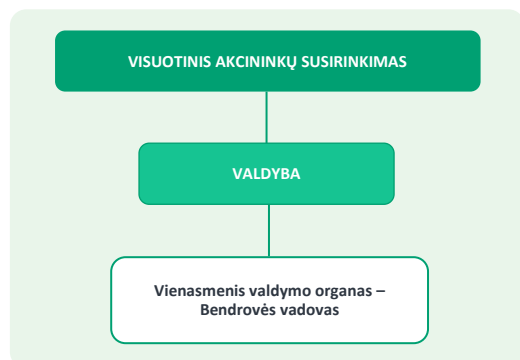 VISUOTINIS AKCININKŲ SUSIRINKIMAS
VALDYBA
Vienasmenis valdymo organas –
Bendrovės vadovas